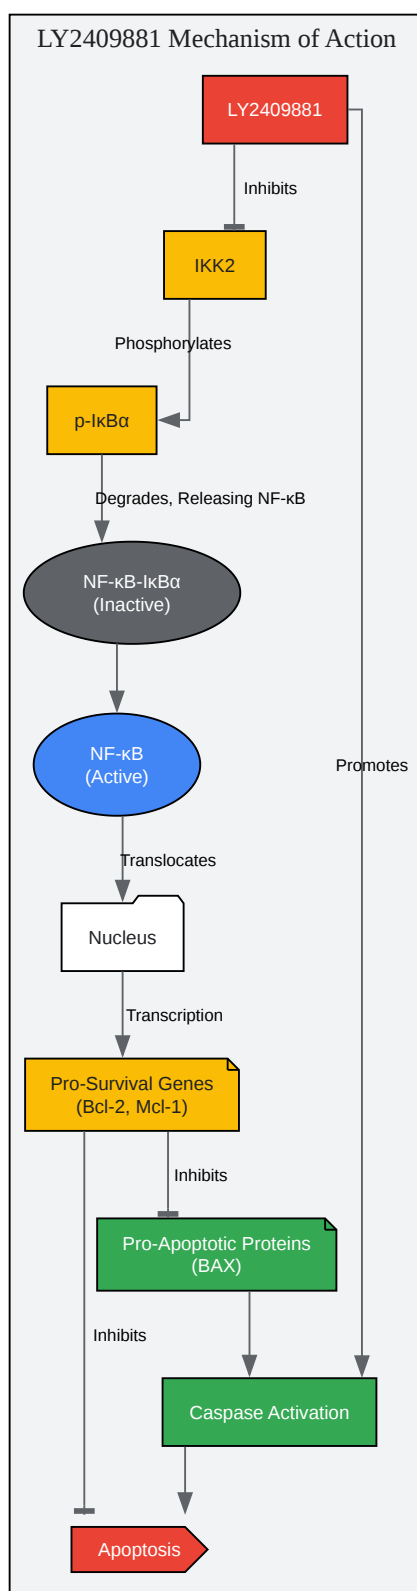 LY2409881 Mechanism of Action
LY2409881
Inhibits
IKK2
Phosphorylates
p-IκBα
Degrades, Releasing NF-κB
NF-κB-IκBα
(Inactive)
NF-κB
(Active)
Promotes
Translocates
Nucleus
Transcription
Pro-Survival Genes
(Bcl-2, Mcl-1)
Inhibits
Pro-Apoptotic Proteins
(BAX)
Inhibits
Caspase Activation
Apoptosis